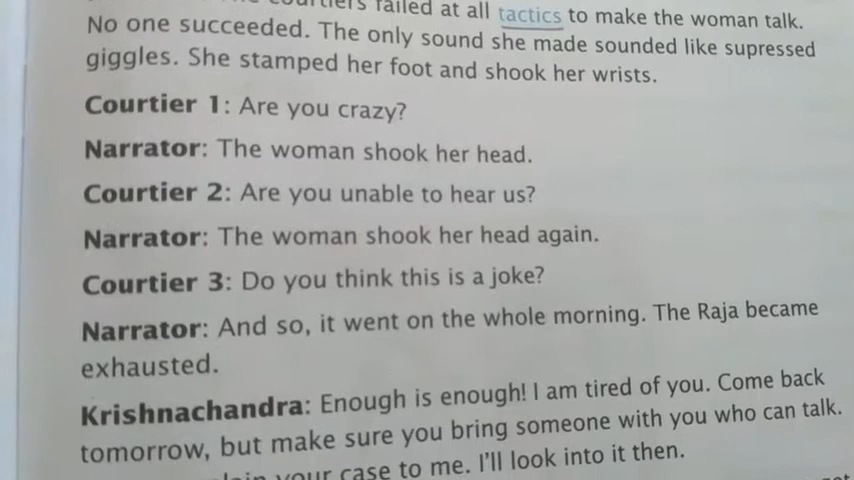 failed at all tactics to make the woman talk.
No one succeeded. The only sound she made sounded like supressed
giggles. She stamped her foot and shook her wrists.
Courtier 1: Are you crazy?
Narrator: The woman shook her head.
Courtier 2: Are you unable to hear us?
Narrator: The woman shook her head again.
Courtier 3: Do you think this is a joke?
Narrator: And so, it went on the whole morning. The Raja became
exhausted.
Krishnachandra: Enough is enough! I am tired of you. Come back
tomorrow, but make sure you bring someone with you who can talk.
your case to me. I'll look into it then.